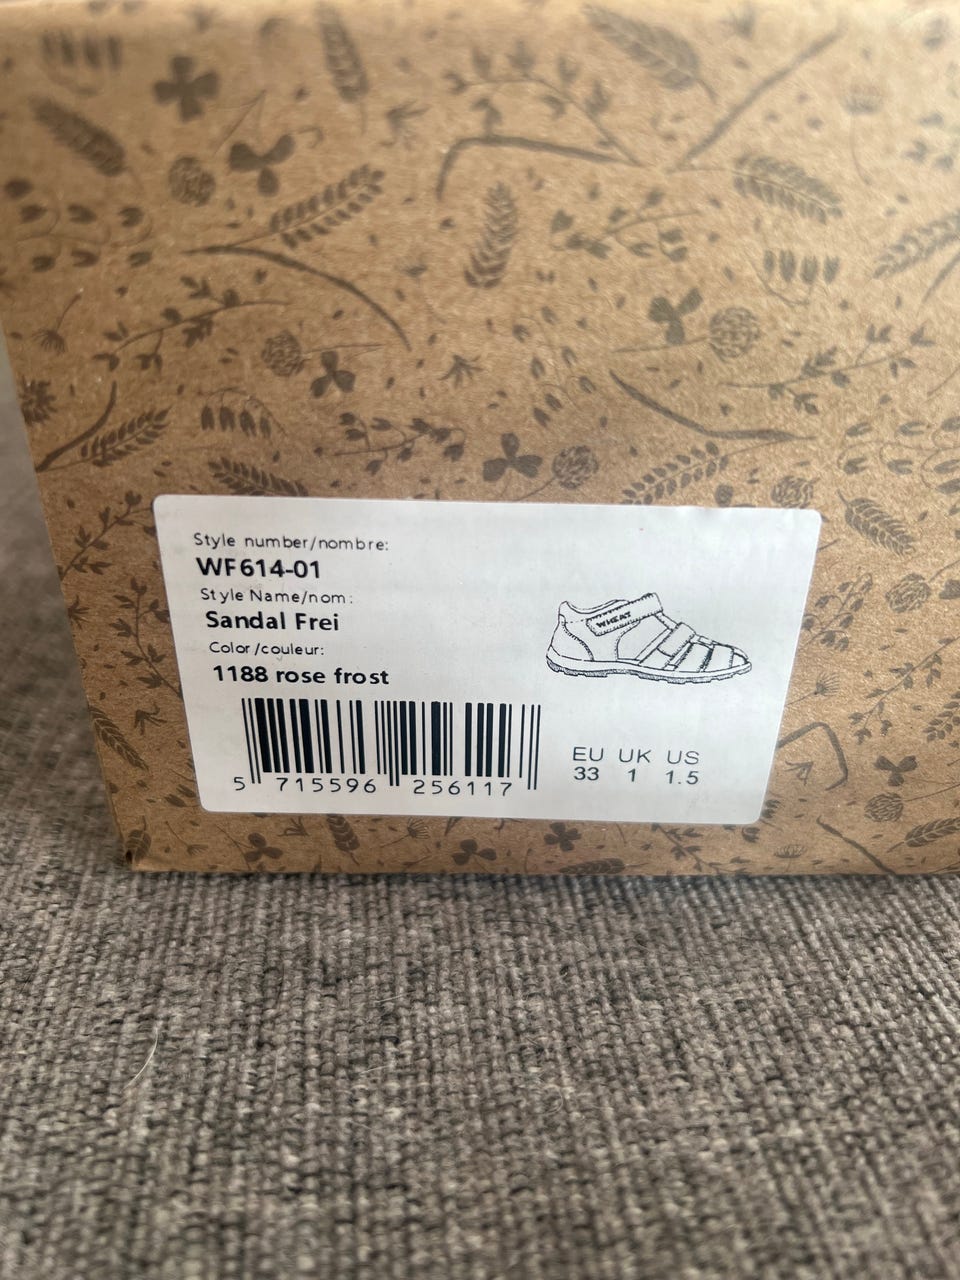 Style number/nombre:
WF614-01
Style Name/nom:
Sandal Frei
Color/couleur:
1188 rose frost
WHEAT
EU UK US
33 1 1.5
5 715596 256117